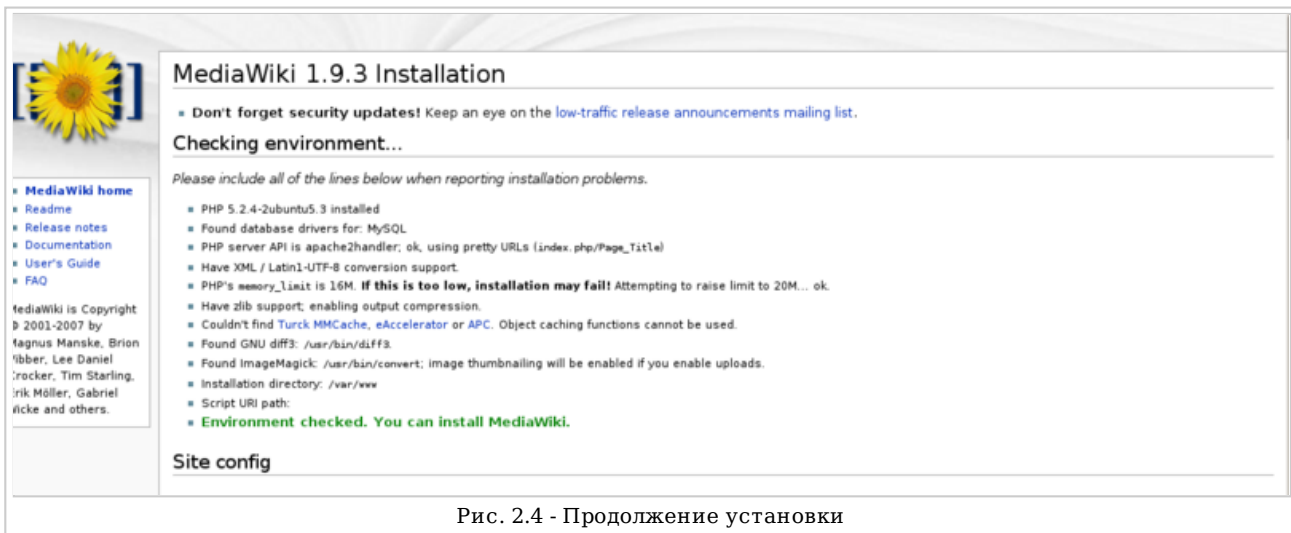 MediaWiki 1.9.3 Installation
Don't forget security updates! Keep an eye on the low-traffic release announcements mailing list.
Checking environment...
Please include all of the lines below when reporting installation problems.
PHP 5.2.4-2ubuntu5.3 installed
Found database drivers for: MySQL
PHP server API is apache2handler; ok, using pretty URLs (index.php/Page_Title)
Have XML / Latin1-UTF-8 conversion support.
PHP's memory_limit is 16M. If this is too low, installation may fail! Attempting to raise limit to 20M... ok.
Have zlib support; enabling output compression.
Couldn't find Turck MMCache, eAccelerator or APC. Object caching functions cannot be used.
Found GNU diff3: /usr/bin/diff3.
Found ImageMagick: /usr/bin/convert; image thumbnailing will be enabled if you enable uploads.
Installation directory: /var/www
Script URI path:
Environment checked. You can install MediaWiki.
Site config
MediaWiki home
Readme
Release notes
Documentation
User's Guide
FAQ
MediaWiki is Copyright
© 2001-2007 by
Magnus Manske, Brion
Vibber, Lee Daniel
Crocker, Tim Starling,
Erik Möller, Gabriel
Wicke and others.
Рис. 2.4 - Продолжение установки